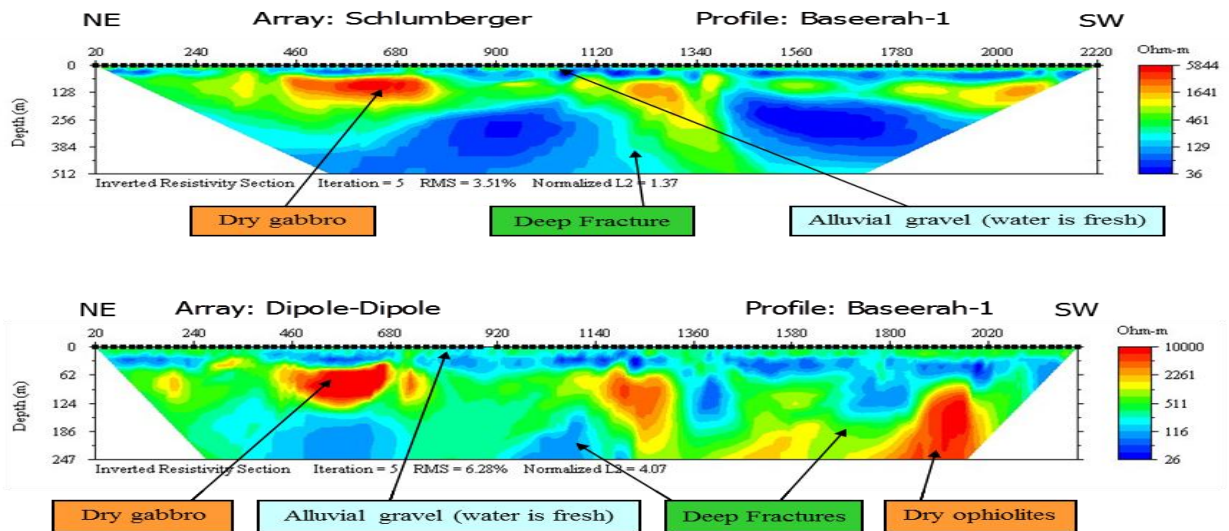 NE Array: Schlumberger Profile: Baseerah-1 SW
20 240 460 680 900 1120 1340 1560 1780 2000 2220 Ohm-m
0 5844
128 1641
256 461
384 129
512 36
Depth (m)
Inverted Resistivity Section Iteration = 5 RMS = 3.51% Normalized L2 = 1.37
Dry gabbro Deep Fracture Alluvial gravel (water is fresh)
NE Array: Dipole-Dipole Profile: Baseerah-1 SW
20 240 460 680 920 1140 1360 1580 1800 2020 Ohm-m
0 10000
62 2261
124 511
186 116
247 26
Depth (m)
Inverted Resistivity Section Iteration = 5 RMS = 6.28% Normalized L2 = 4.07
Dry gabbro Alluvial gravel (water is fresh) Deep Fractures Dry ophiolites